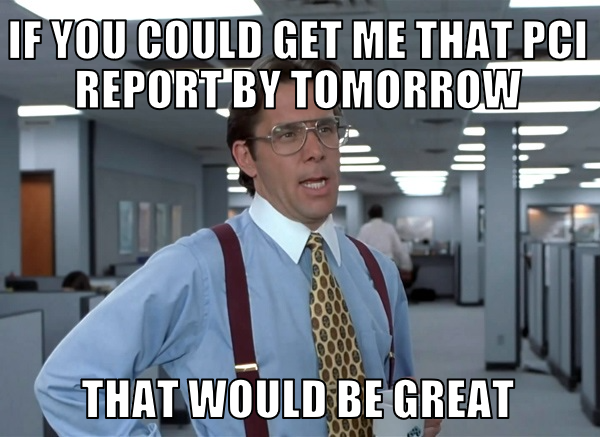 IF YOU COULD GET ME THAT PCI
REPORT BY TOMORROW
THAT WOULD BE GREAT